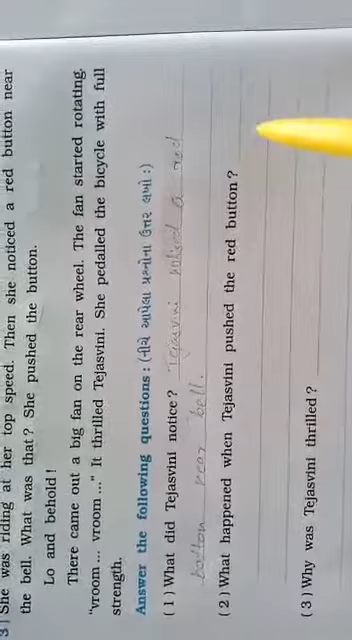 3) She was riding at her top speed. Then she noticed a red button near
the bell. What was that? She pushed the button.
Lo and behold!
There came out a big fan on the rear wheel. The fan started rotating.
"vroom... vroom..." It thrilled Tejasvini. She pedalled the bicycle with full
strength.
Answer the following questions : (નીચે આપેલા પ્રશ્નોના ઉત્તર લખો :)
(1) What did Tejasvini notice? Tejasvini noticed a red
button near bell.
(2) What happened when Tejasvini pushed the red button?
(3) Why was Tejasvini thrilled?